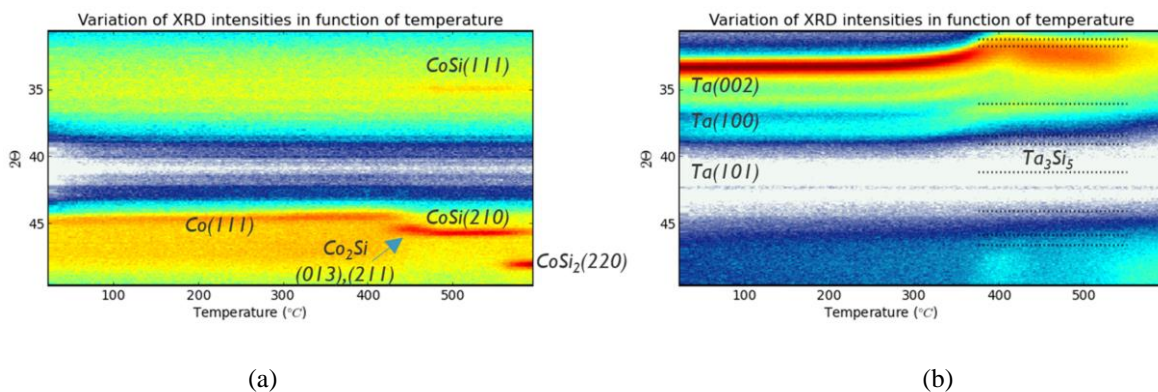 Variation of XRD intensities in function of temperature
CoSi(111)
35
40
2Θ
45
Co(111)
CoSi(210)
Co2Si
(013),(211)
CoSi2(220)
100
200
300
400
500
Temperature (°C)
(a)
Variation of XRD intensities in function of temperature
35
Ta(002)
Ta(100)
40
2Θ
Ta(101)
Ta3Si5
45
100
200
300
400
500
Temperature (°C)
(b)